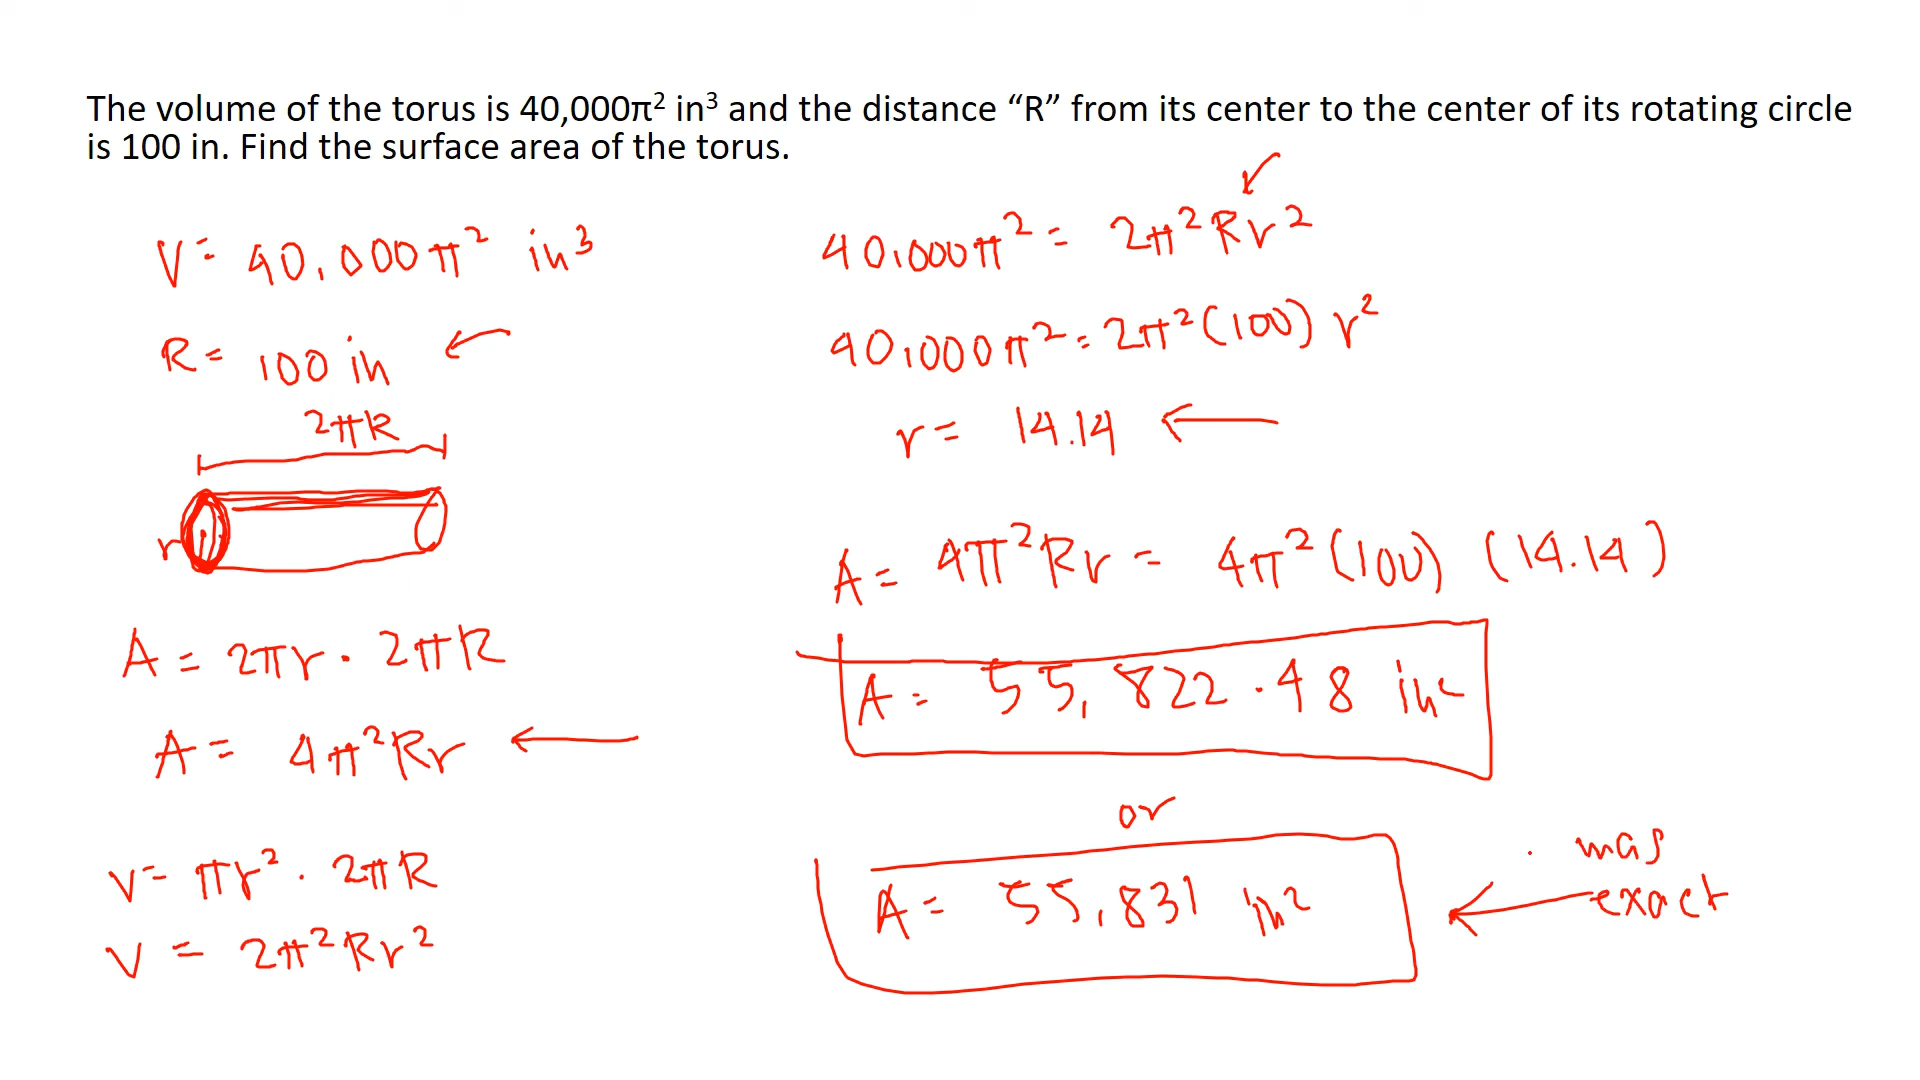 The volume of the torus is 40,000π² in³ and the distance “R” from its center to the center of its rotating circle
is 100 in. Find the surface area of the torus.
V = 40,000π² in³
R = 100 in
2πR
r
A = 2πr · 2πR
A = 4π²Rr
V = πr² · 2πR
V = 2π²Rr²
40,000π² = 2π²Rr²
40,000π² = 2π²(100) r²
r = 14.14
A = 4π²Rr = 4π²(100) (14.14)
A = 55,822.48 in²
or
A = 55,831 in²
mas
exact